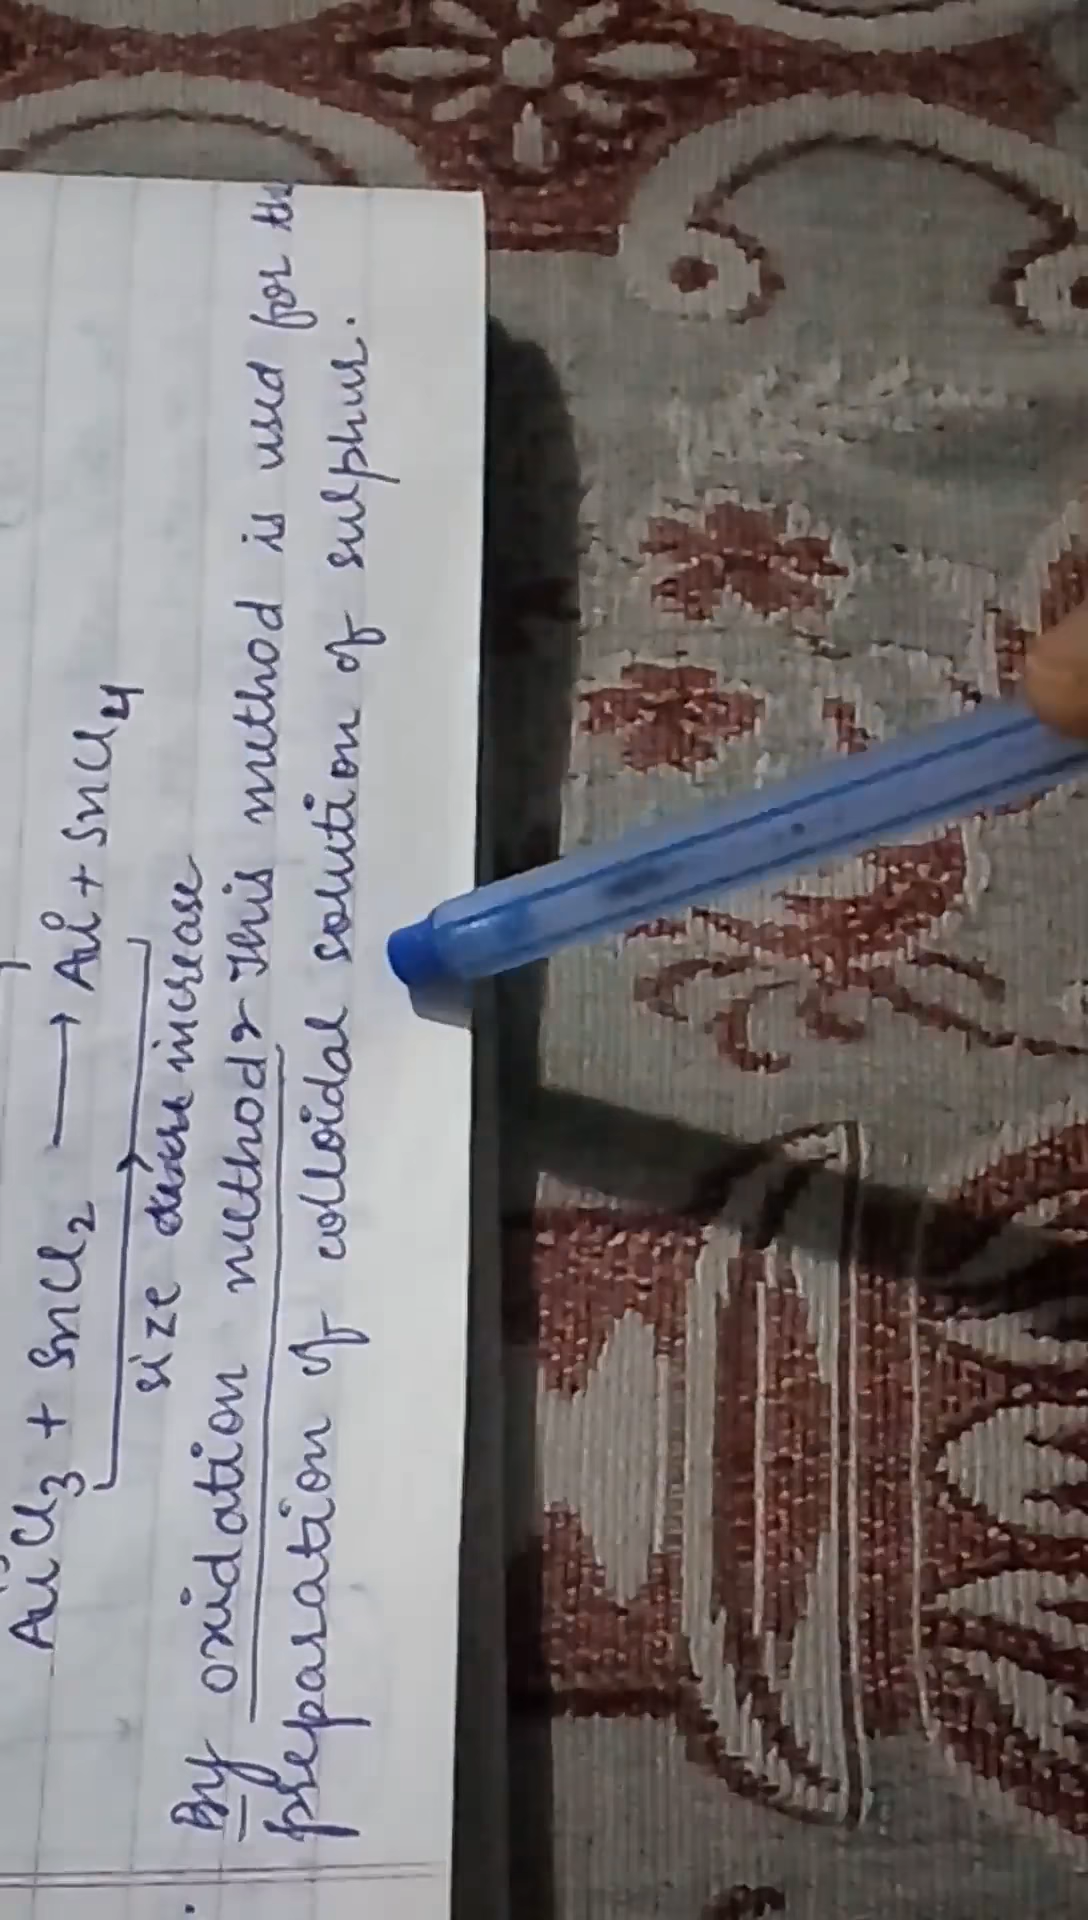 AuCl3 + SnCl2 → Au + SnCl4
size increase
By oxidation method → This method is used for the
preparation of colloidal solution of sulphur.